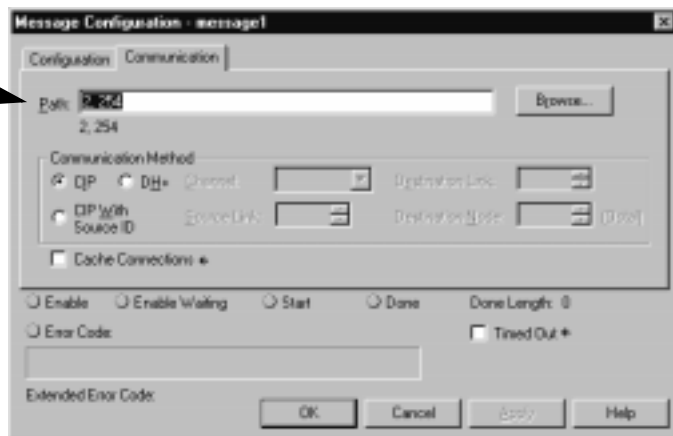 Message Configuration - message1
Configuration Communication
Path: 2, 254 Browse...
2, 254
Communication Method
CIP DH+ Channel: Destination Link:
CIP With Source ID Source Link: Destination Node: (Octal)
Cache Connections
Enable Enable Waiting Start Done Done Length: 0
Error Code: Timed Out
Extended Error Code:
OK Cancel Apply Help